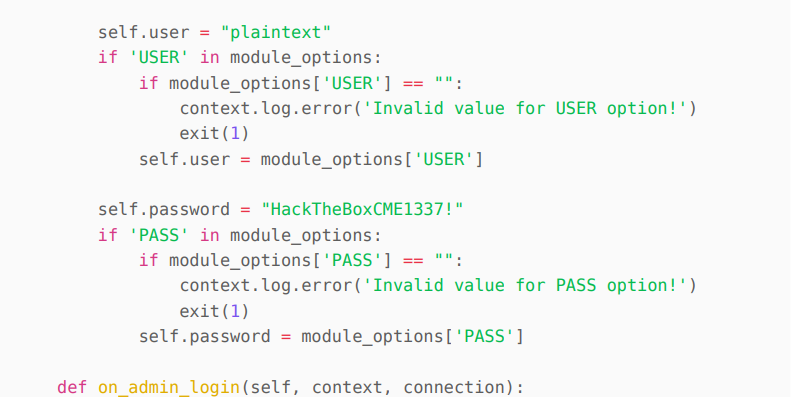 self.user = "plaintext"
if 'USER' in module_options:
if module_options['USER'] == "":
context.log.error('Invalid value for USER option!')
exit(1)
self.user = module_options['USER']
self.password = "HackTheBoxCME1337!"
if 'PASS' in module_options:
if module_options['PASS'] == "":
context.log.error('Invalid value for PASS option!')
exit(1)
self.password = module_options['PASS']
def on_admin_login(self, context, connection):